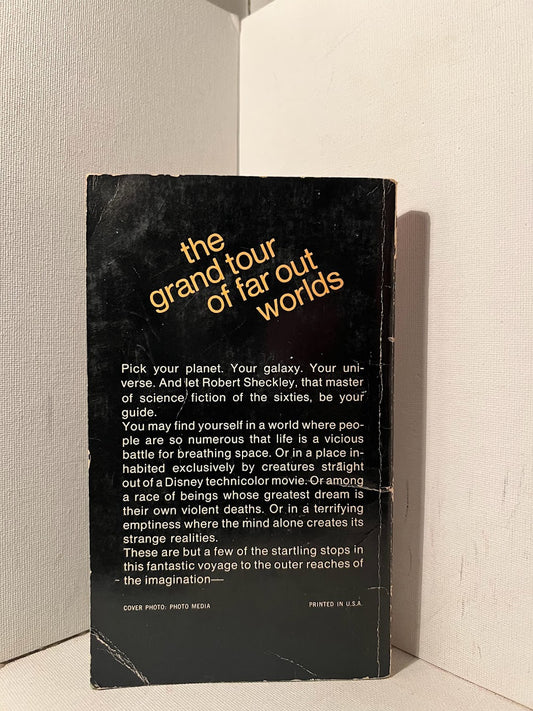 the
grand tour
of far out
worlds
Pick your planet. Your galaxy. Your uni-
verse. And let Robert Sheckley, that master
of science fiction of the sixties, be your
guide.
You may find yourself in a world where peo-
ple are so numerous that life is a vicious
battle for breathing space. Or in a place in-
habited exclusively by creatures straight
out of a Disney technicolor movie. Or among
a race of beings whose greatest dream is
their own violent deaths. Or in a terrifying
emptiness where the mind alone creates its
strange realities.
These are but a few of the startling stops in
this fantastic voyage to the outer reaches of
the imagination—
COVER PHOTO: PHOTO MEDIA
PRINTED IN U.S.A.